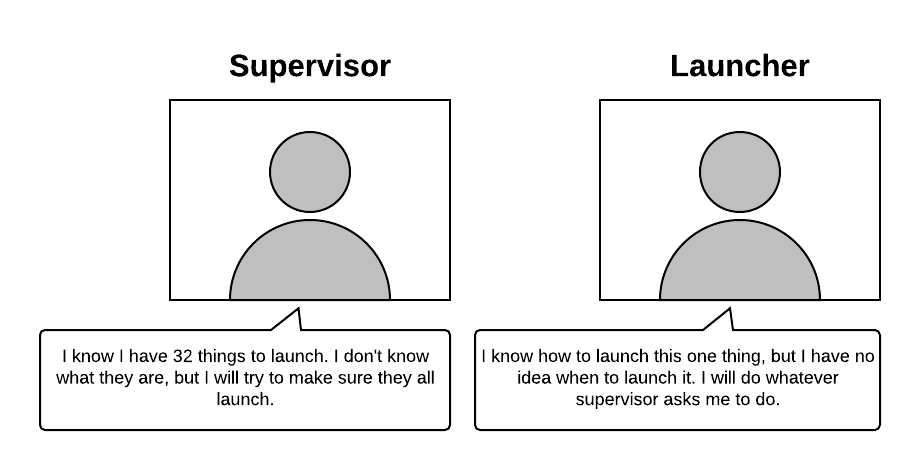 Supervisor
Launcher
I know I have 32 things to launch. I don't know
what they are, but I will try to make sure they all
launch.
I know how to launch this one thing, but I have no
idea when to launch it. I will do whatever
supervisor asks me to do.